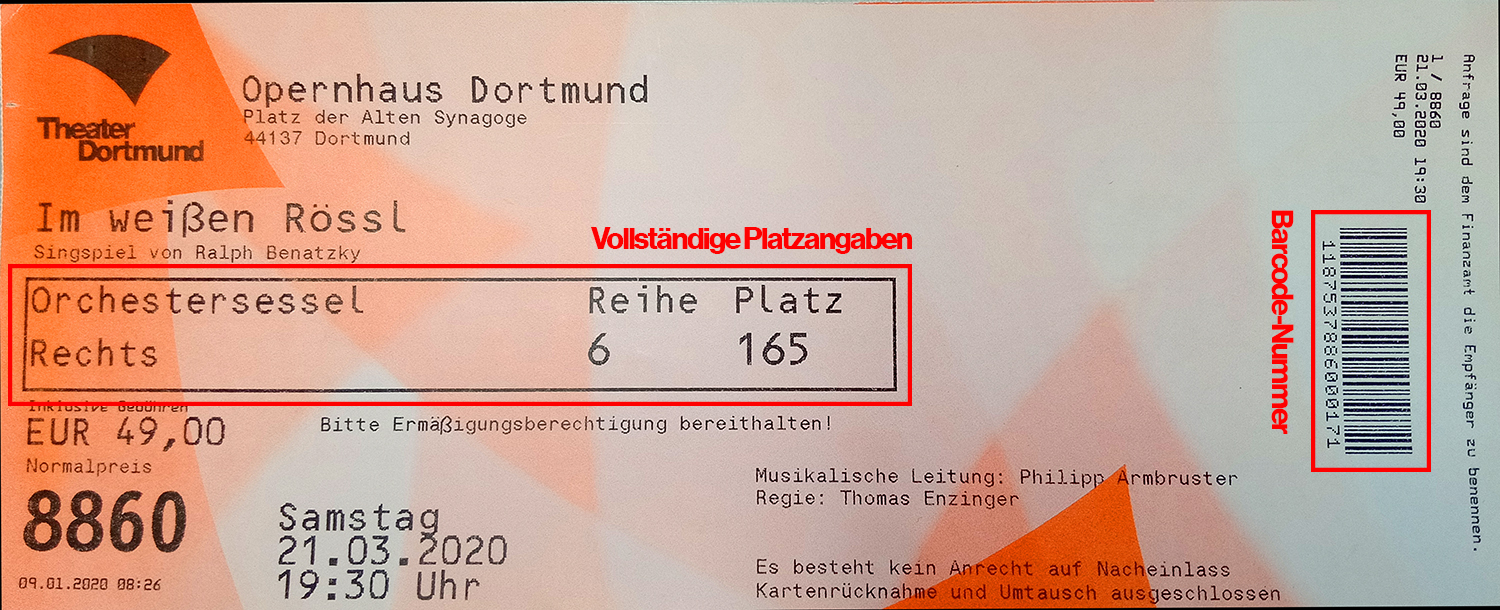 Theater
Dortmund
Opernhaus Dortmund
Platz der Alten Synagoge
44137 Dortmund
Im weißen Rössl
Singspiel von Ralph Benatzky
Vollständige Platzangaben
Orchestersessel Reihe Platz
Rechts 6 165
Inklusive Gebühren
EUR 49,00
Normalpreis
Bitte Ermäßigungsberechtigung bereithalten!
8860
09.01.2020 08:26
Samstag
21.03.2020
19:30 Uhr
Musikalische Leitung: Philipp Armbruster
Regie: Thomas Enzinger
Es besteht kein Anrecht auf Nacheinlass
Kartenrücknahme und Umtausch ausgeschlossen
Anfrage sind dem Finanzamt die Empfänger zu benennen.
1 / 8860
21.03.2020 19:30
EUR 49,00
Barcode-Nummer
1187537886000171